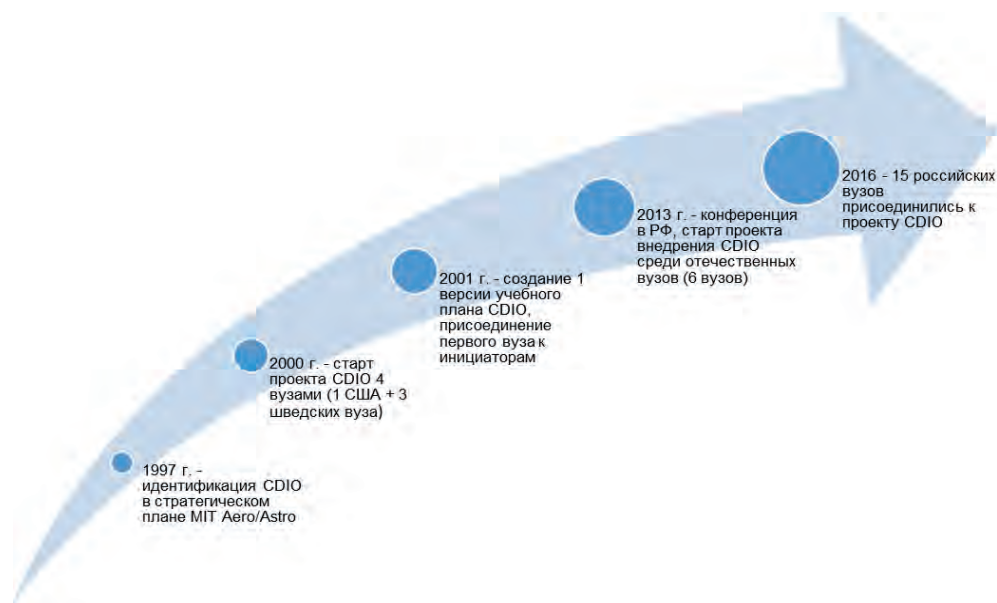 1997 г. -
идентификация CDIO
в стратегическом
плане MIT Aero/Astro
2000 г. - старт
проекта CDIO 4
вузами (1 США + 3
шведских вуза)
2001 г. - создание 1
версии учебного
плана CDIO,
присоединение
первого вуза к
инициаторам
2013 г. - конференция
в РФ, старт проекта
внедрения CDIO
среди отечественных
вузов (6 вузов)
2016 - 15 российских
вузов
присоединились к
проекту CDIO